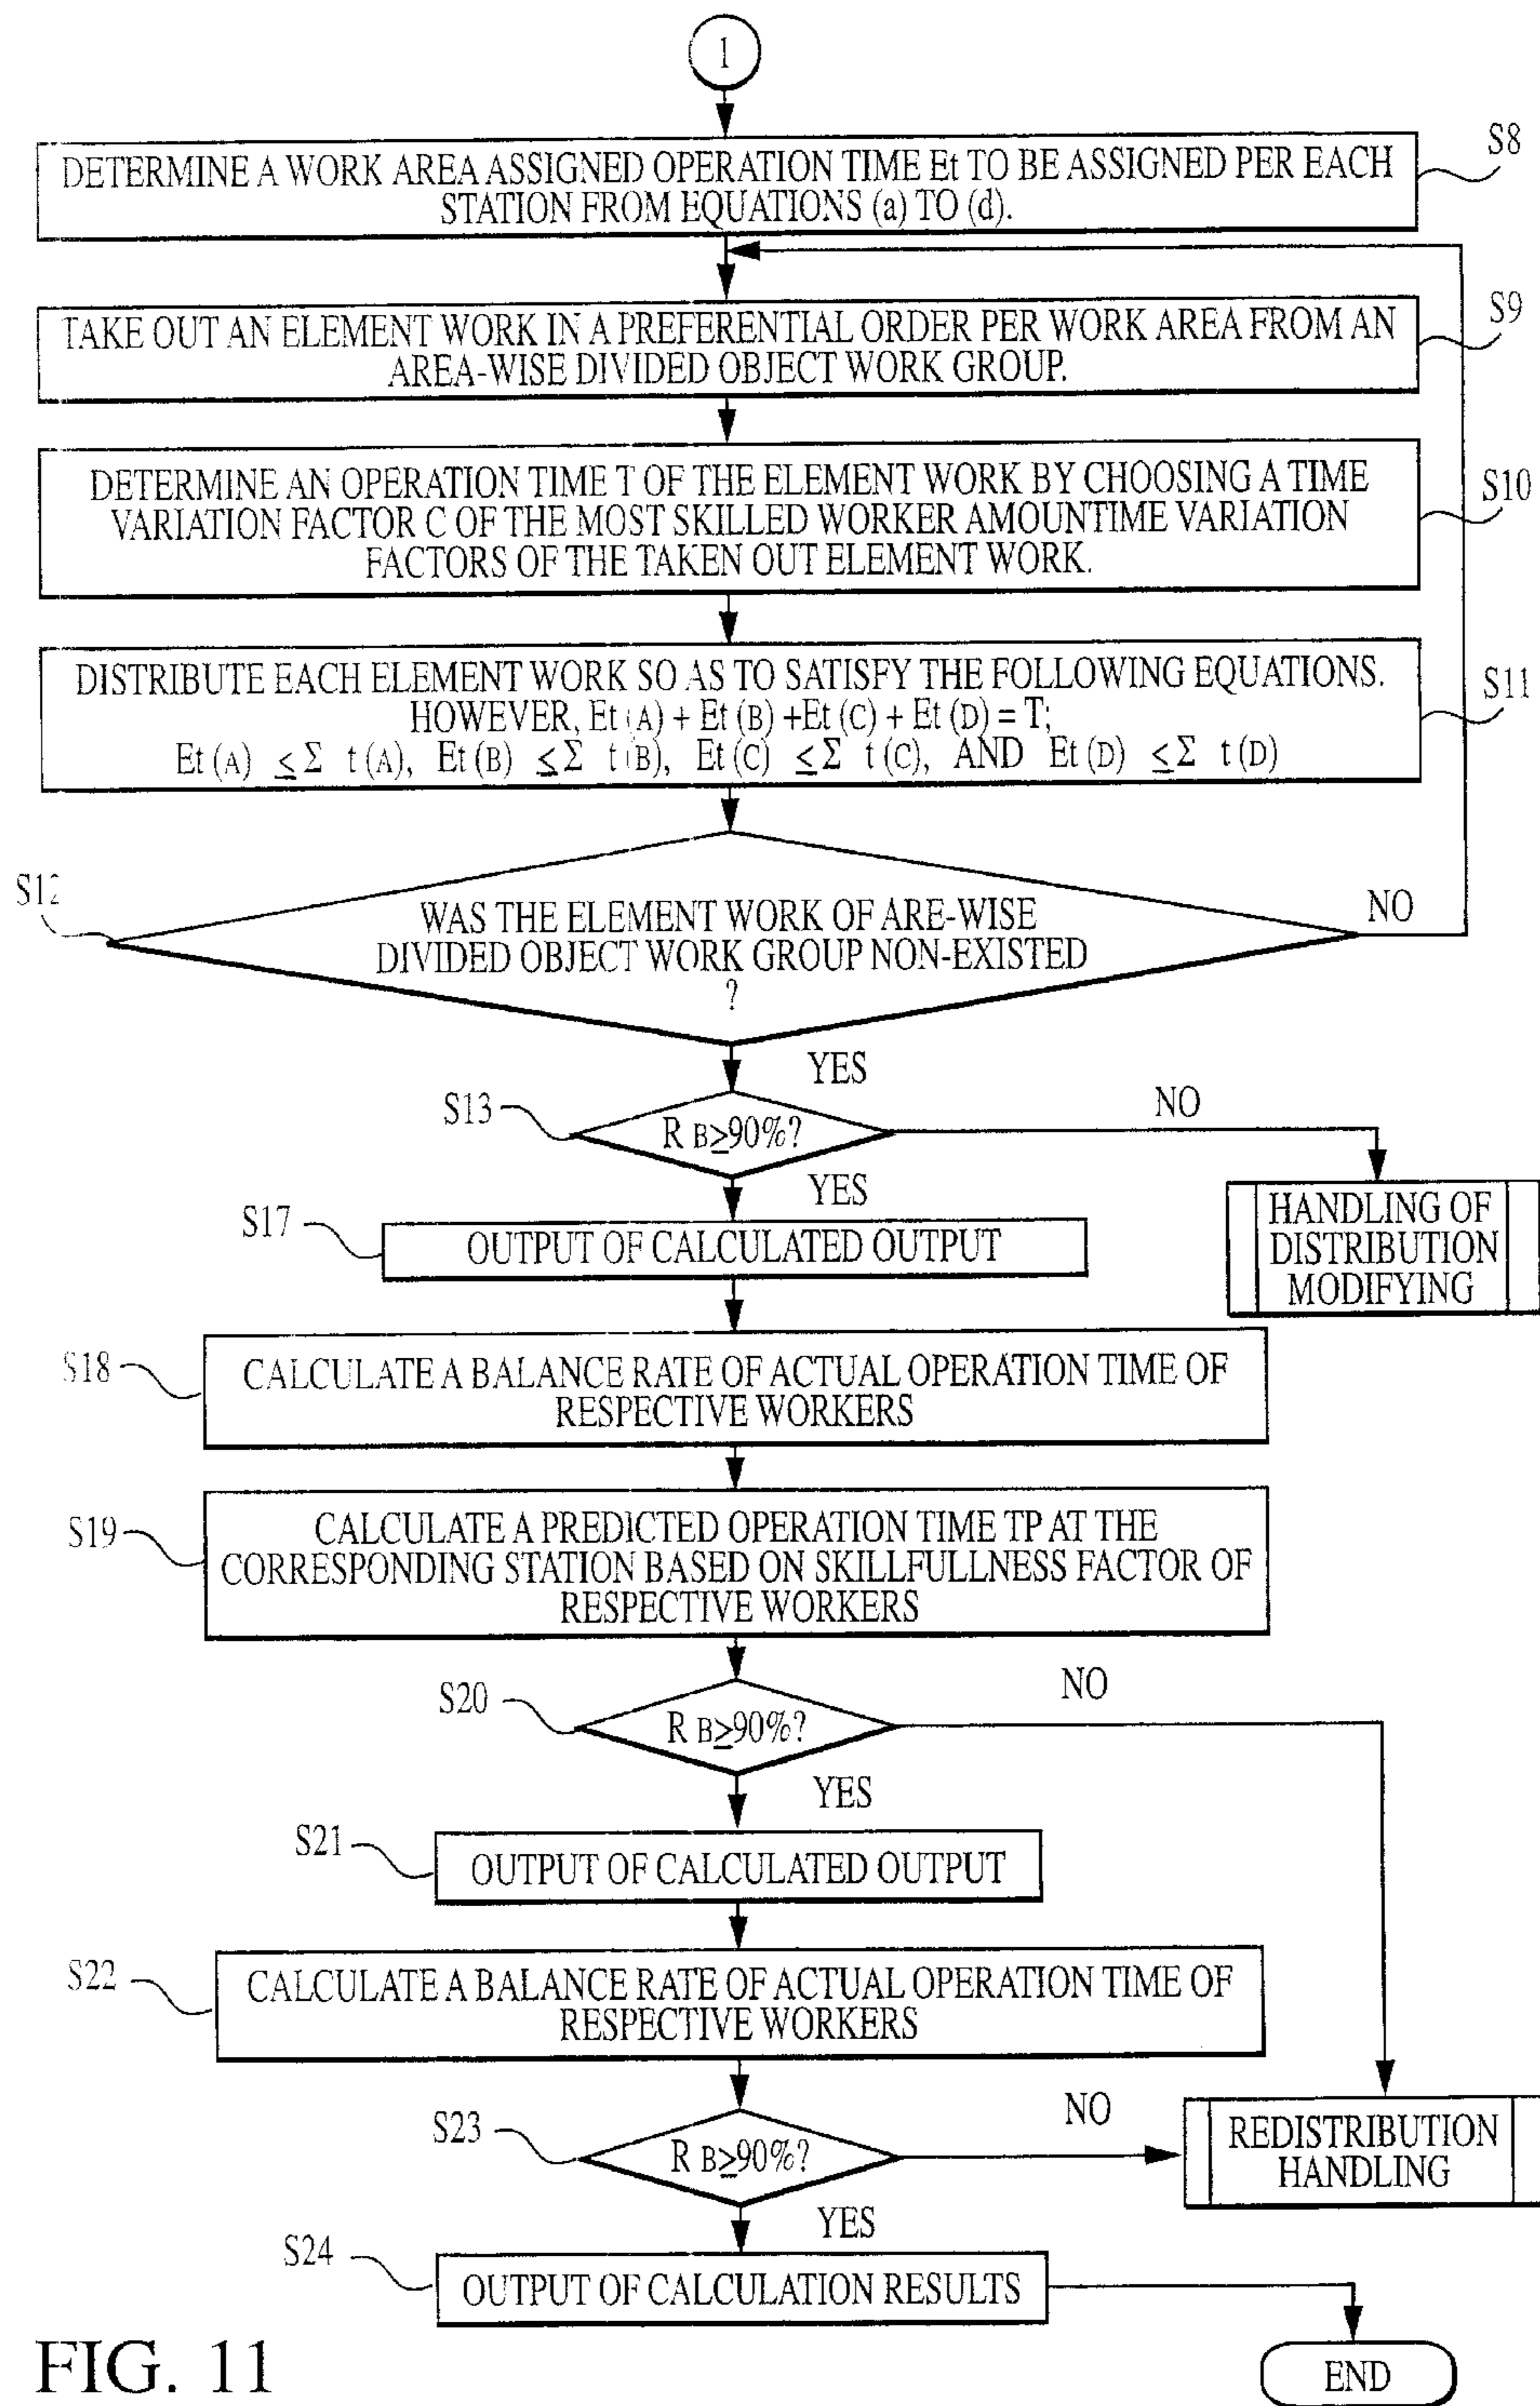 1
DETERMINE A WORK AREA ASSIGNED OPERATION TIME Et TO BE ASSIGNED PER EACH
STATION FROM EQUATIONS (a) TO (d).
S8
TAKE OUT AN ELEMENT WORK IN A PREFERENTIAL ORDER PER WORK AREA FROM AN
AREA-WISE DIVIDED OBJECT WORK GROUP.
S9
DETERMINE AN OPERATION TIME T OF THE ELEMENT WORK BY CHOOSING A TIME
VARIATION FACTOR C OF THE MOST SKILLED WORKER AMOUNTIME VARIATION
FACTORS OF THE TAKEN OUT ELEMENT WORK.
S10
DISTRIBUTE EACH ELEMENT WORK SO AS TO SATISFY THE FOLLOWING EQUATIONS.
HOWEVER, Et (A) + Et (B) +Et (C) + Et (D) = T;
Et (A) ≤ Σ t (A), Et (B) ≤ Σ t (B), Et (C) ≤ Σ t (C), AND Et (D) ≤ Σ t (D)
S11
S12
WAS THE ELEMENT WORK OF ARE-WISE
DIVIDED OBJECT WORK GROUP NON-EXISTED
?
NO
YES
S13
R B≥90%?
NO
YES
HANDLING OF
DISTRIBUTION
MODIFYING
S17
OUTPUT OF CALCULATED OUTPUT
S18
CALCULATE A BALANCE RATE OF ACTUAL OPERATION TIME OF
RESPECTIVE WORKERS
S19
CALCULATE A PREDICTED OPERATION TIME TP AT THE
CORRESPONDING STATION BASED ON SKILLFULLNESS FACTOR OF
RESPECTIVE WORKERS
S20
R B≥90%?
NO
YES
S21
OUTPUT OF CALCULATED OUTPUT
S22
CALCULATE A BALANCE RATE OF ACTUAL OPERATION TIME OF
RESPECTIVE WORKERS
S23
R B≥90%?
NO
REDISTRIBUTION
HANDLING
YES
S24
OUTPUT OF CALCULATION RESULTS
END
FIG. 11